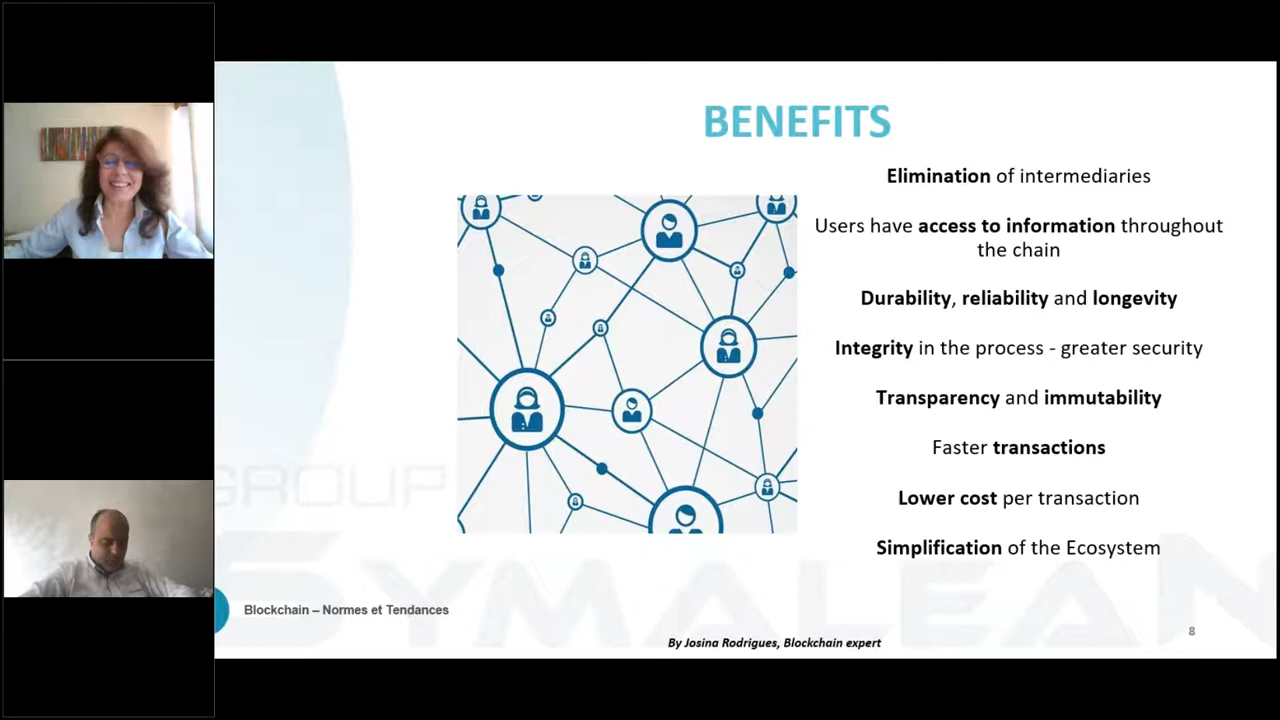 BENEFITS
Elimination of intermediaries
Users have access to information throughout
the chain
Durability, reliability and longevity
Integrity in the process - greater security
Transparency and immutability
Faster transactions
Lower cost per transaction
Simplification of the Ecosystem
GROUP
SYMALEAN
Blockchain – Normes et Tendances
8
By Josina Rodrigues, Blockchain expert